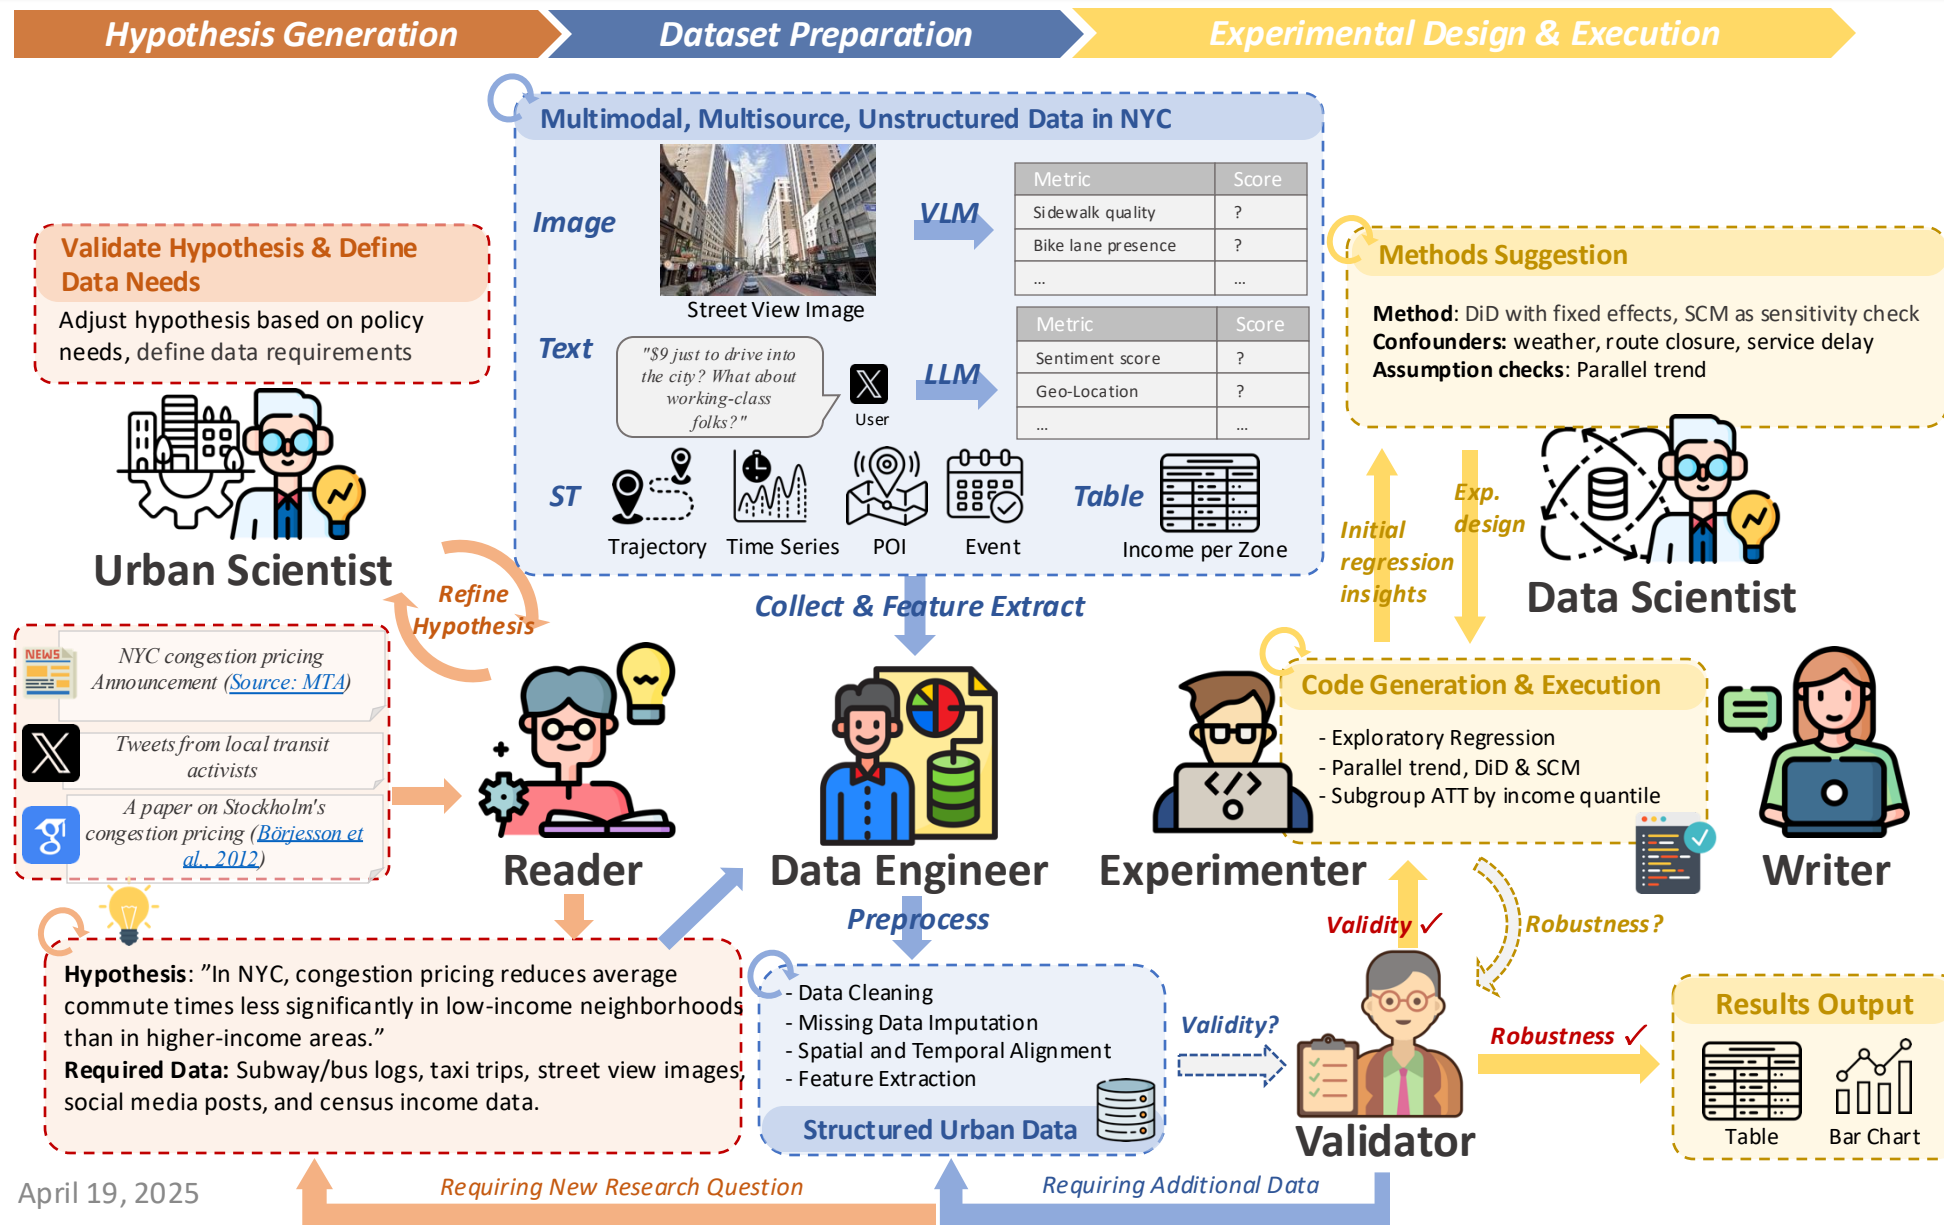 Hypothesis Generation
Dataset Preparation
Experimental Design & Execution
Multimodal, Multisource, Unstructured Data in NYC
Image
Street View Image
VLM
Metric Score
Sidewalk quality ?
Bike lane presence ?
... ...
Text
"$9 just to drive into
the city? What about
working-class
folks?"
User
LLM
Metric Score
Sentiment score ?
Geo-Location ?
... ...
ST
Trajectory
Time Series
POI
Event
Table
Income per Zone
Validate Hypothesis & Define
Data Needs
Adjust hypothesis based on policy
needs, define data requirements
Urban Scientist
Refine
Hypothesis
NEWS
NYC congestion pricing
Announcement (Source: MTA)
Tweets from local transit
activists
A paper on Stockholm's
congestion pricing (Börjesson et
al., 2012)
Reader
Hypothesis: ”In NYC, congestion pricing reduces average
commute times less significantly in low-income neighborhoods
than in higher-income areas.”
Required Data: Subway/bus logs, taxi trips, street view images,
social media posts, and census income data.
Collect & Feature Extract
Data Engineer
Preprocess
- Data Cleaning
- Missing Data Imputation
- Spatial and Temporal Alignment
- Feature Extraction
Structured Urban Data
Methods Suggestion
Method: DiD with fixed effects, SCM as sensitivity check
Confounders: weather, route closure, service delay
Assumption checks: Parallel trend
Initial
regression
insights
Exp.
design
Data Scientist
Code Generation & Execution
- Exploratory Regression
- Parallel trend, DiD & SCM
- Subgroup ATT by income quantile
Experimenter
Writer
Validity ✓
Robustness?
Validity?
Robustness ✓
Validator
Results Output
Table
Bar Chart
Requiring New Research Question
Requiring Additional Data
April 19, 2025